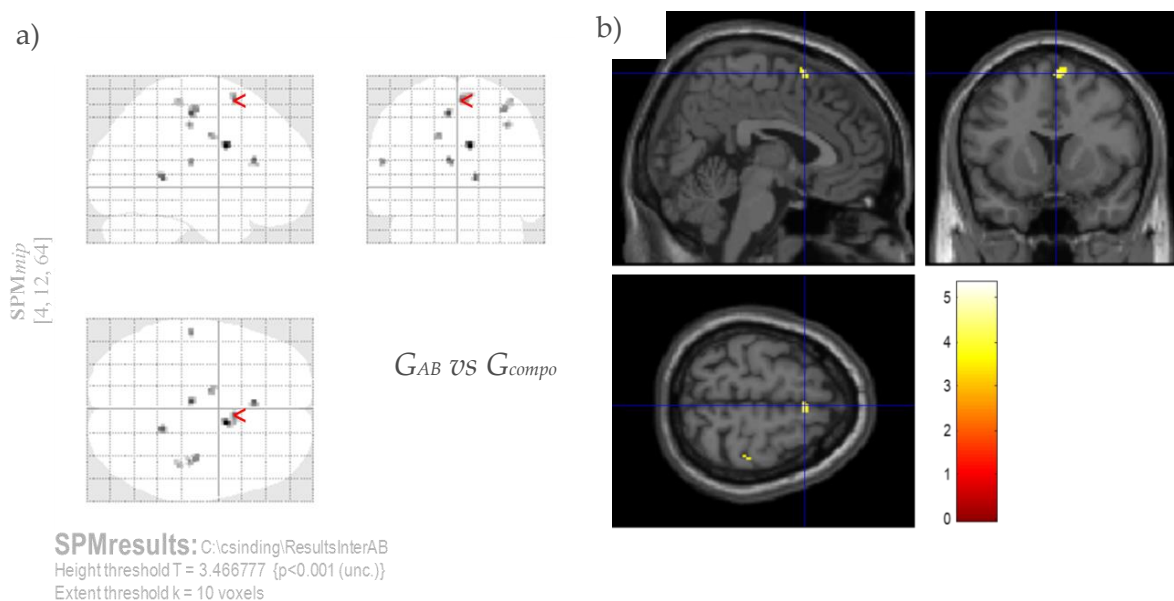 a)
b)
SPMmip
[4, 12, 64]
<
<
<
GAB vs Gcompo
5
4
3
2
1
0
SPMresults: C:\csinding\ResultsInterAB
Height threshold T = 3.466777 {p<0.001 (unc.)}
Extent threshold k = 10 voxels